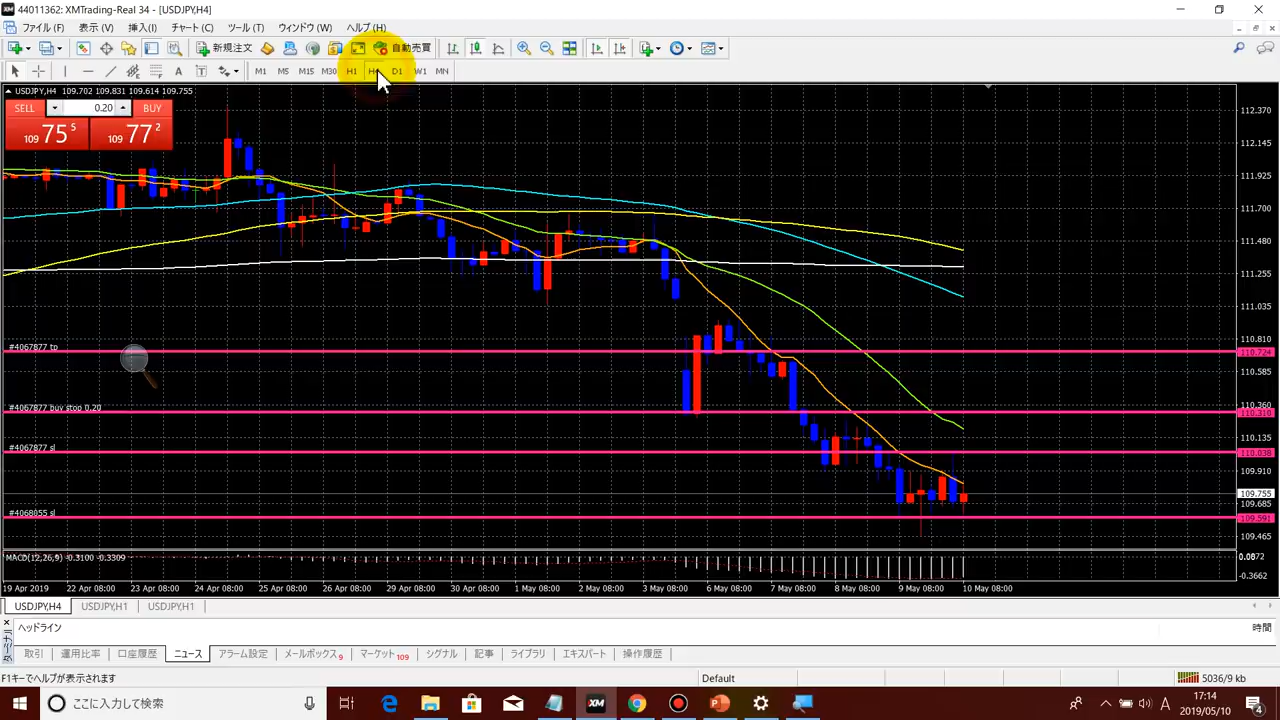 44011362: XMTrading-Real 34 - [USDJPY,H4]
ファイル (F) 表示 (V) 挿入(I) チャート (C) ツール (T) ウィンドウ (W) ヘルプ (H)
新規注文 自動売買
A T M1 M5 M15 M30 H1 H4 D1 W1 MN
USDJPY,H4 109.702 109.831 109.614 109.755
SELL 0.20 BUY
109 75 5 109 77 2
112.370
112.145
111.925
111.700
111.480
111.255
111.035
110.810
#4067877 tp
110.724
110.585
110.360
#4067877 buy stop 0.20
110.310
110.135
#4067877 sl
110.038
109.910
109.755
109.685
#4068055 sl
109.591
109.465
MACD(12,26,9) -0.3100 -0.3309
-0.3662
19 Apr 2019 22 Apr 08:00 23 Apr 08:00 24 Apr 08:00 25 Apr 08:00 26 Apr 08:00 29 Apr 08:00 30 Apr 08:00 1 May 08:00 2 May 08:00 3 May 08:00 6 May 08:00 7 May 08:00 8 May 08:00 9 May 08:00 10 May 08:00
USDJPY,H4 USDJPY,H1 USDJPY,H1
ヘッドライン 時間
取引 運用比率 口座履歴 ニュース アラーム設定 メールボックス 9 マーケット 109 シグナル 記事 ライブラリ エキスパート 操作履歴
F1キーでヘルプが表示されます Default 5036/9 kb
ここに入力して検索 XM A 17:14
2019/05/10 4